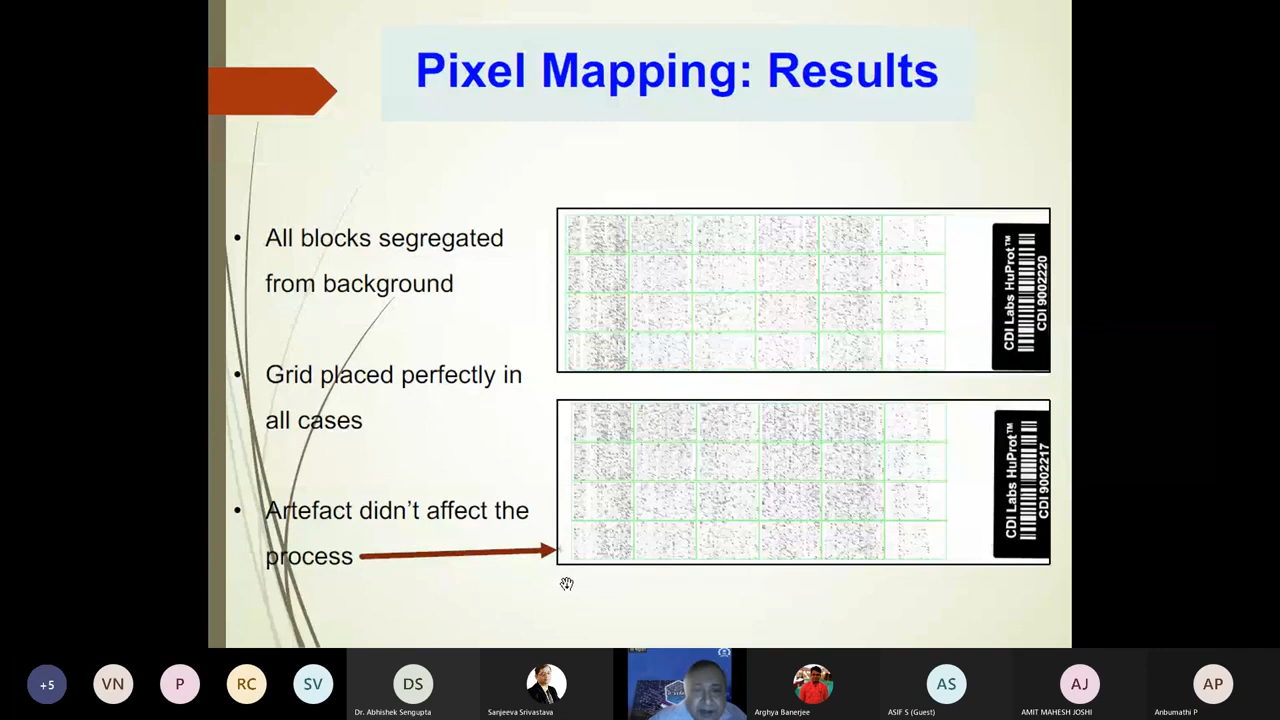 Pixel Mapping: Results
• All blocks segregated
from background
• Grid placed perfectly in
all cases
• Artefact didn't affect the
process
CDI Labs HuProt™
CDI 9002220
CDI Labs HuProt™
CDI 9002217
+5
VN
P
RC
SV
DS
Dr. Abhishek Sengupta
Sanjeeva Srivastava
Arghya Banerjee
AS
ASIF S (Guest)
AJ
AMIT MAHESH JOSHI
AP
Anbumathi P